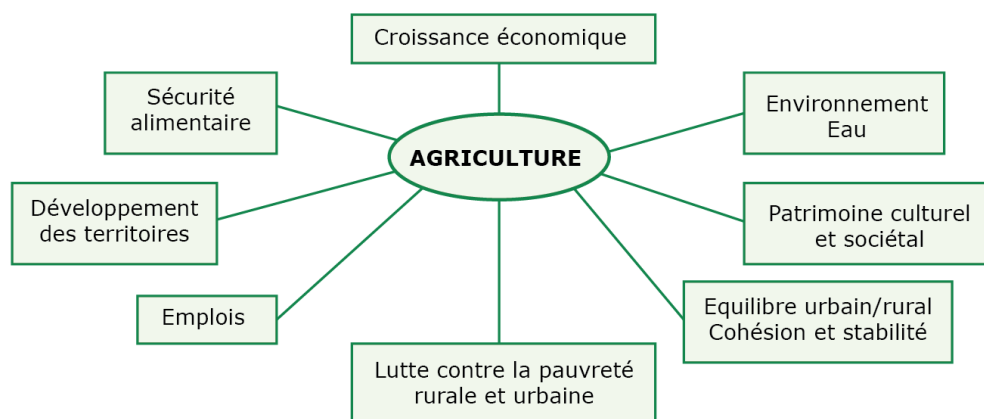 Croissance économique
Sécurité
alimentaire
Environnement
Eau
AGRICULTURE
Développement
des territoires
Patrimoine culturel
et sociétal
Emplois
Equilibre urbain/rural
Cohésion et stabilité
Lutte contre la pauvreté
rurale et urbaine